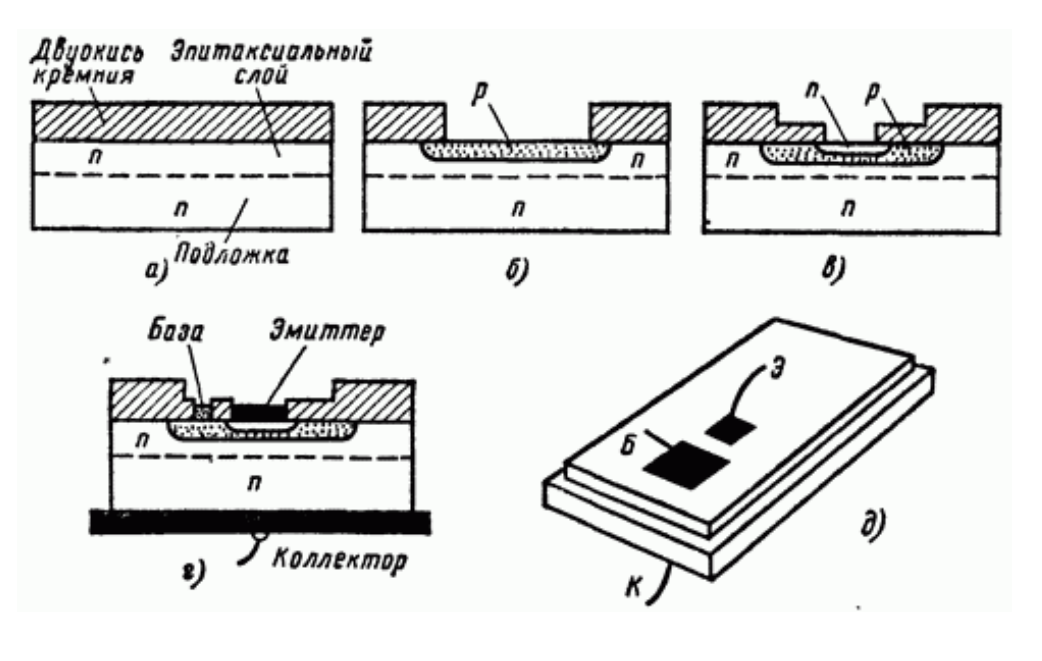 Двуокись кремния
Эпитаксиальный слой
n
n
Подложка
а)
p
n
n
б)
n
p
n
n
в)
База
Эмиттер
n
n
Коллектор
г)
Э
Б
К
д)